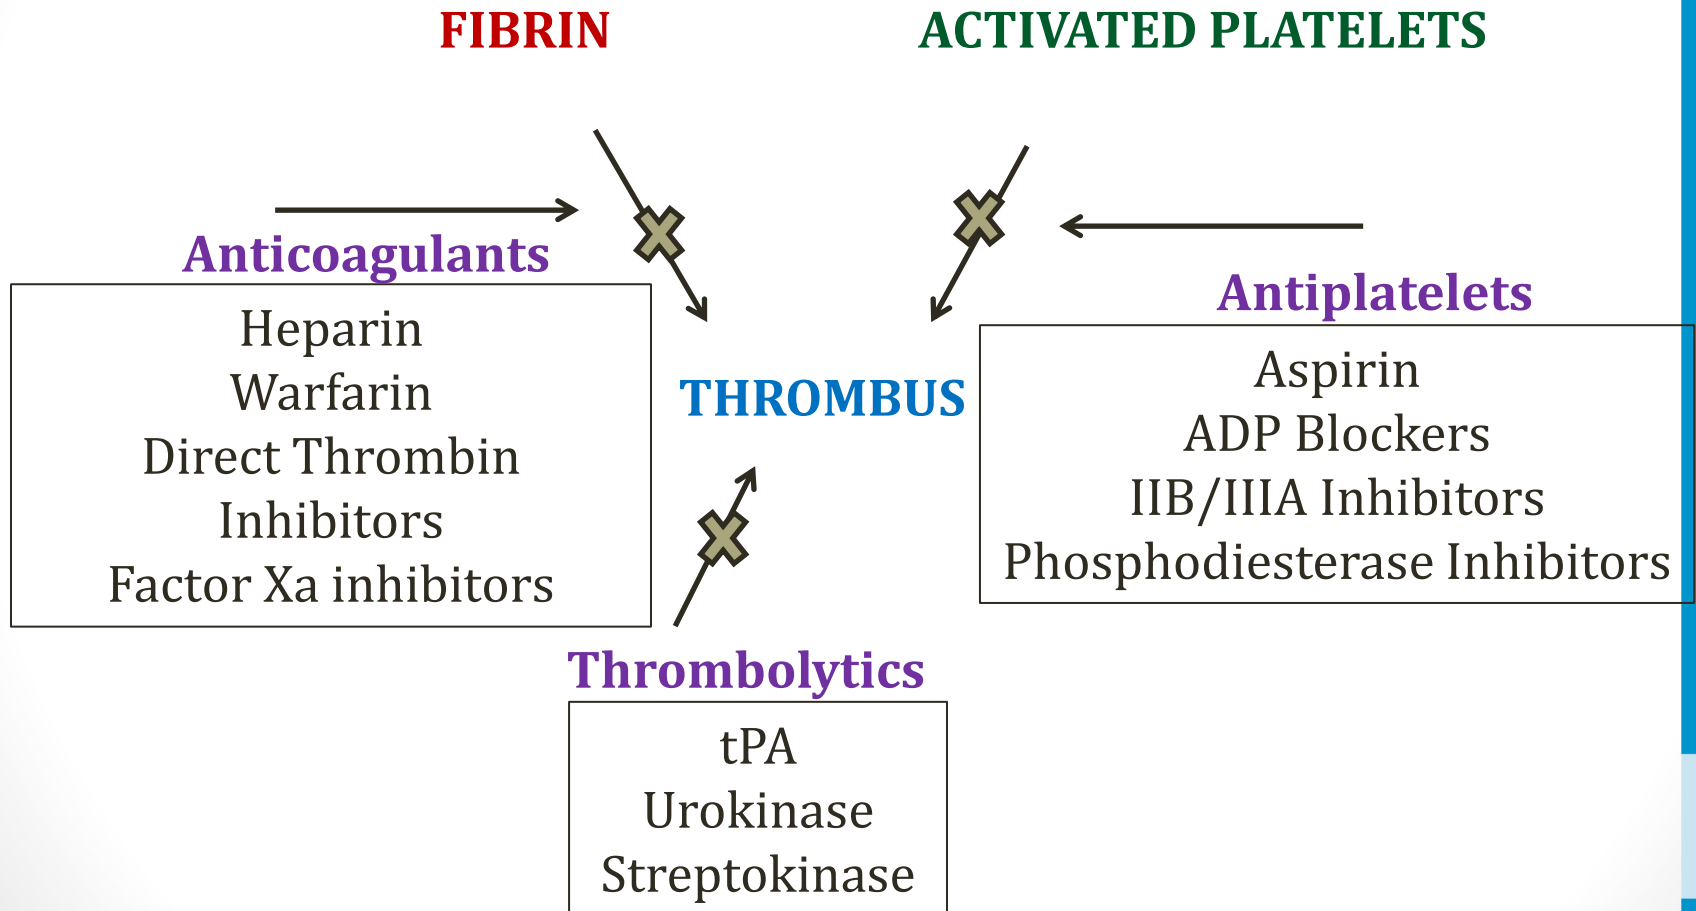 FIBRIN
ACTIVATED PLATELETS
Anticoagulants
Heparin
Warfarin
Direct Thrombin
Inhibitors
Factor Xa inhibitors
THROMBUS
Antiplatelets
Aspirin
ADP Blockers
IIB/IIIA Inhibitors
Phosphodiesterase Inhibitors
Thrombolytics
tPA
Urokinase
Streptokinase